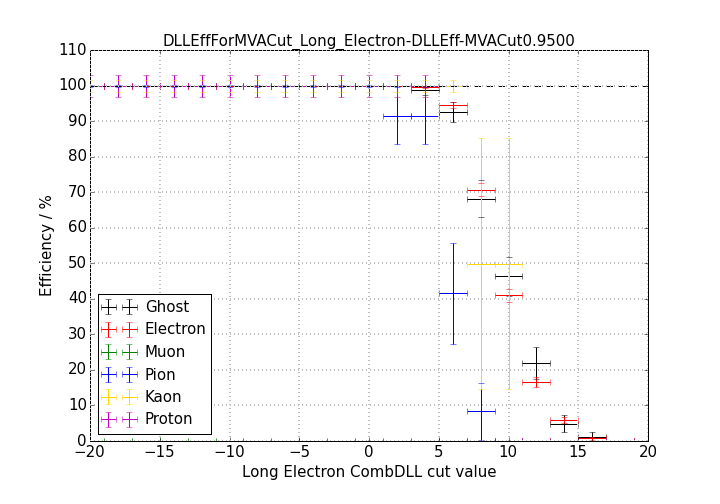 DLLEffForMVACut_Long_Electron-DLLEff-MVACut0.9500
110
100
90
80
70
60
50
40
30
20
10
0
Efficiency / %
Ghost
Electron
Muon
Pion
Kaon
Proton
−20 −15 −10 −5 0 5 10 15 20
Long Electron CombDLL cut value